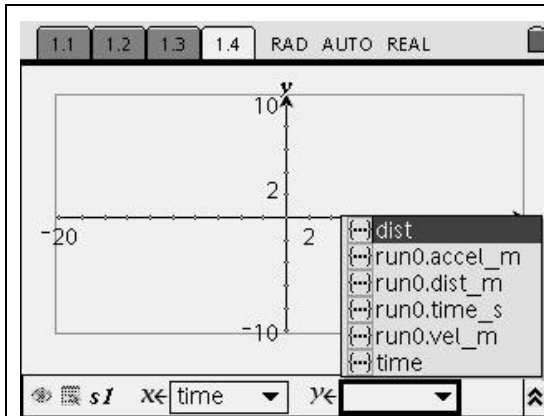 1.1 1.2 1.3 1.4 RAD AUTO REAL
y
10
2
-20 2
-10
dist
run0.accel_m
run0.dist_m
run0.time_s
run0.vel_m
time
s1 x← time y←